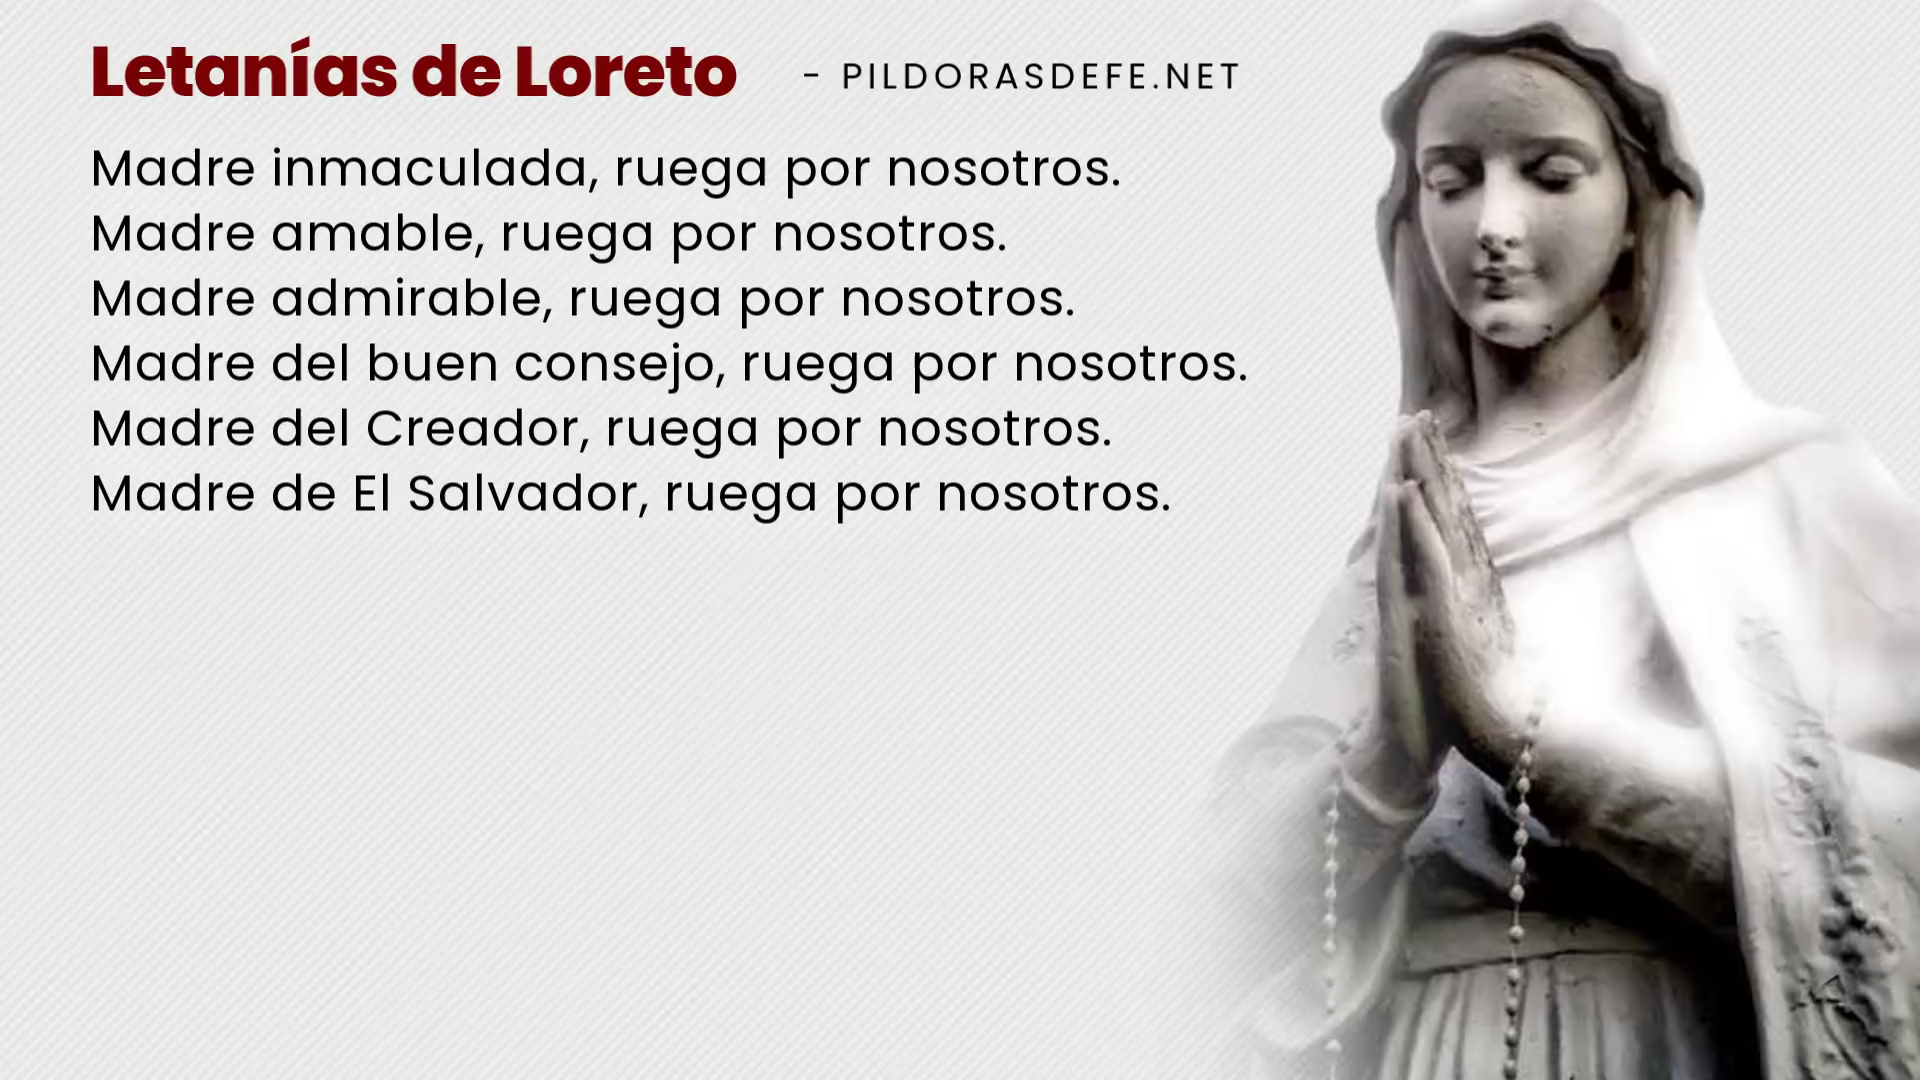 Letanías de Loreto - PILDORASDEFE.NET
Madre inmaculada, ruega por nosotros.
Madre amable, ruega por nosotros.
Madre admirable, ruega por nosotros.
Madre del buen consejo, ruega por nosotros.
Madre del Creador, ruega por nosotros.
Madre de El Salvador, ruega por nosotros.